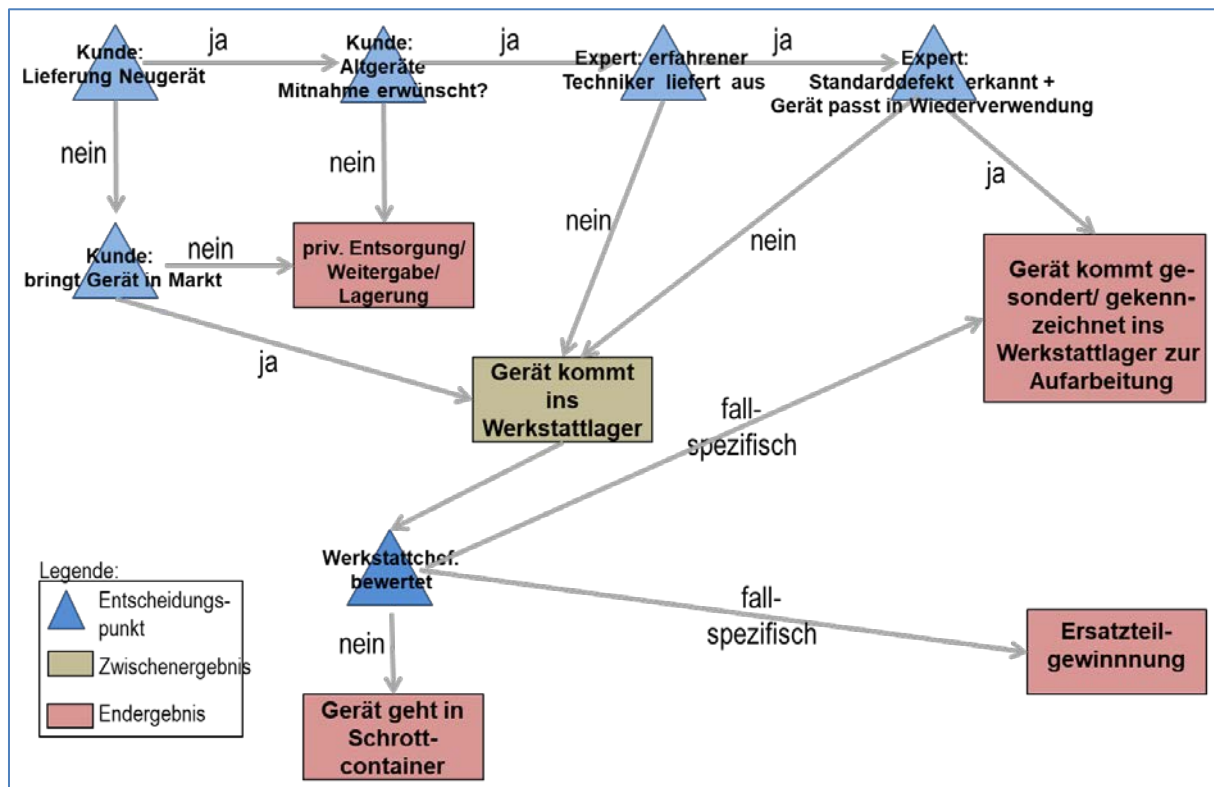 Kunde:
Lieferung Neugerät
ja
Kunde:
Altgeräte
Mitnahme erwünscht?
ja
Expert: erfahrener
Techniker liefert aus
ja
Expert:
Standarddefekt erkannt +
Gerät passt in Wiederverwendung
nein
nein
nein
nein
ja
Kunde:
bringt Gerät in Markt
nein
priv. Entsorgung/
Weitergabe/
Lagerung
Gerät kommt ge-
sondert/ gekenn-
zeichnet ins
Werkstattlager zur
Aufarbeitung
ja
Gerät kommt
ins
Werkstattlager
fall-
spezifisch
Werkstattchef:
bewertet
nein
fall-
spezifisch
Ersatzteil-
gewinnnung
Gerät geht in
Schrott-
container
Legende:
Entscheidungs-
punkt
Zwischenergebnis
Endergebnis